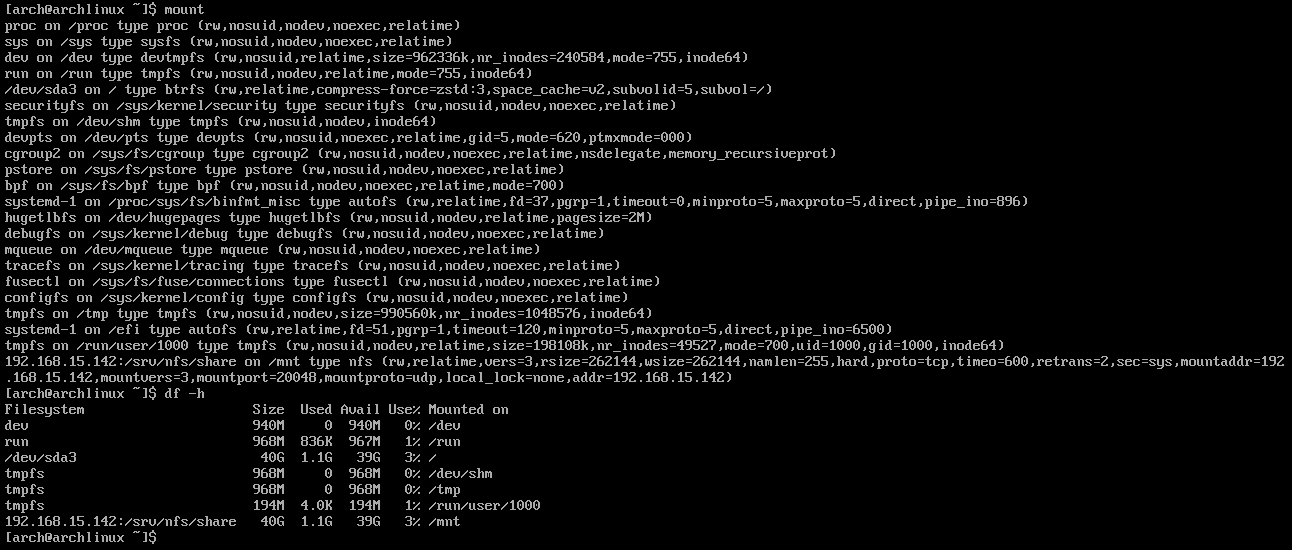 [arch@archlinux ~]$ mount
proc on /proc type proc (rw,nosuid,nodev,noexec,relatime)
sys on /sys type sysfs (rw,nosuid,nodev,noexec,relatime)
dev on /dev type devtmpfs (rw,nosuid,relatime,size=962336k,nr_inodes=240584,mode=755,inode64)
run on /run type tmpfs (rw,nosuid,nodev,relatime,mode=755,inode64)
/dev/sda3 on / type btrfs (rw,relatime,compress-force=zstd:3,space_cache=v2,subvolid=5,subvol=/)
securityfs on /sys/kernel/security type securityfs (rw,nosuid,nodev,noexec,relatime)
tmpfs on /dev/shm type tmpfs (rw,nosuid,nodev,inode64)
devpts on /dev/pts type devpts (rw,nosuid,noexec,relatime,gid=5,mode=620,ptmxmode=000)
cgroup2 on /sys/fs/cgroup type cgroup2 (rw,nosuid,nodev,noexec,relatime,nsdelegate,memory_recursiveprot)
pstore on /sys/fs/pstore type pstore (rw,nosuid,nodev,noexec,relatime)
bpf on /sys/fs/bpf type bpf (rw,nosuid,nodev,noexec,relatime,mode=700)
systemd-1 on /proc/sys/fs/binfmt_misc type autofs (rw,relatime,fd=37,pgrp=1,timeout=0,minproto=5,maxproto=5,direct,pipe_ino=896)
hugetlbfs on /dev/hugepages type hugetlbfs (rw,nosuid,nodev,relatime,pagesize=2M)
debugfs on /sys/kernel/debug type debugfs (rw,nosuid,nodev,noexec,relatime)
mqueue on /dev/mqueue type mqueue (rw,nosuid,nodev,noexec,relatime)
tracefs on /sys/kernel/tracing type tracefs (rw,nosuid,nodev,noexec,relatime)
fusectl on /sys/fs/fuse/connections type fusectl (rw,nosuid,nodev,noexec,relatime)
configfs on /sys/kernel/config type configfs (rw,nosuid,nodev,noexec,relatime)
tmpfs on /tmp type tmpfs (rw,nosuid,nodev,size=990560k,nr_inodes=1048576,inode64)
systemd-1 on /efi type autofs (rw,relatime,fd=51,pgrp=1,timeout=120,minproto=5,maxproto=5,direct,pipe_ino=6500)
tmpfs on /run/user/1000 type tmpfs (rw,nosuid,nodev,relatime,size=198108k,nr_inodes=49527,mode=700,uid=1000,gid=1000,inode64)
192.168.15.142:/srv/nfs/share on /mnt type nfs (rw,relatime,vers=3,rsize=262144,wsize=262144,namlen=255,hard,proto=tcp,timeo=600,retrans=2,sec=sys,mountaddr=192
.168.15.142,mountvers=3,mountport=20048,mountproto=udp,local_lock=none,addr=192.168.15.142)
[arch@archlinux ~]$ df -h
Filesystem                     Size  Used Avail Use% Mounted on
dev                            940M     0  940M   0% /dev
run                            968M  836K  967M   1% /run
/dev/sda3                       40G  1.1G   39G   3% /
tmpfs                          968M     0  968M   0% /dev/shm
tmpfs                          968M     0  968M   0% /tmp
tmpfs                          194M  4.0K  194M   1% /run/user/1000
192.168.15.142:/srv/nfs/share   40G  1.1G   39G   3% /mnt
[arch@archlinux ~]$